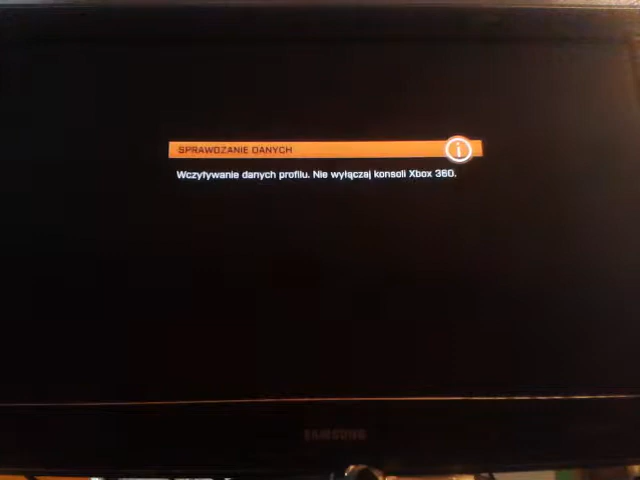 SPRAWDZANIE DANYCH
Wczytywanie danych profilu. Nie wyłączaj konsoli Xbox 360.
SAMSUNG